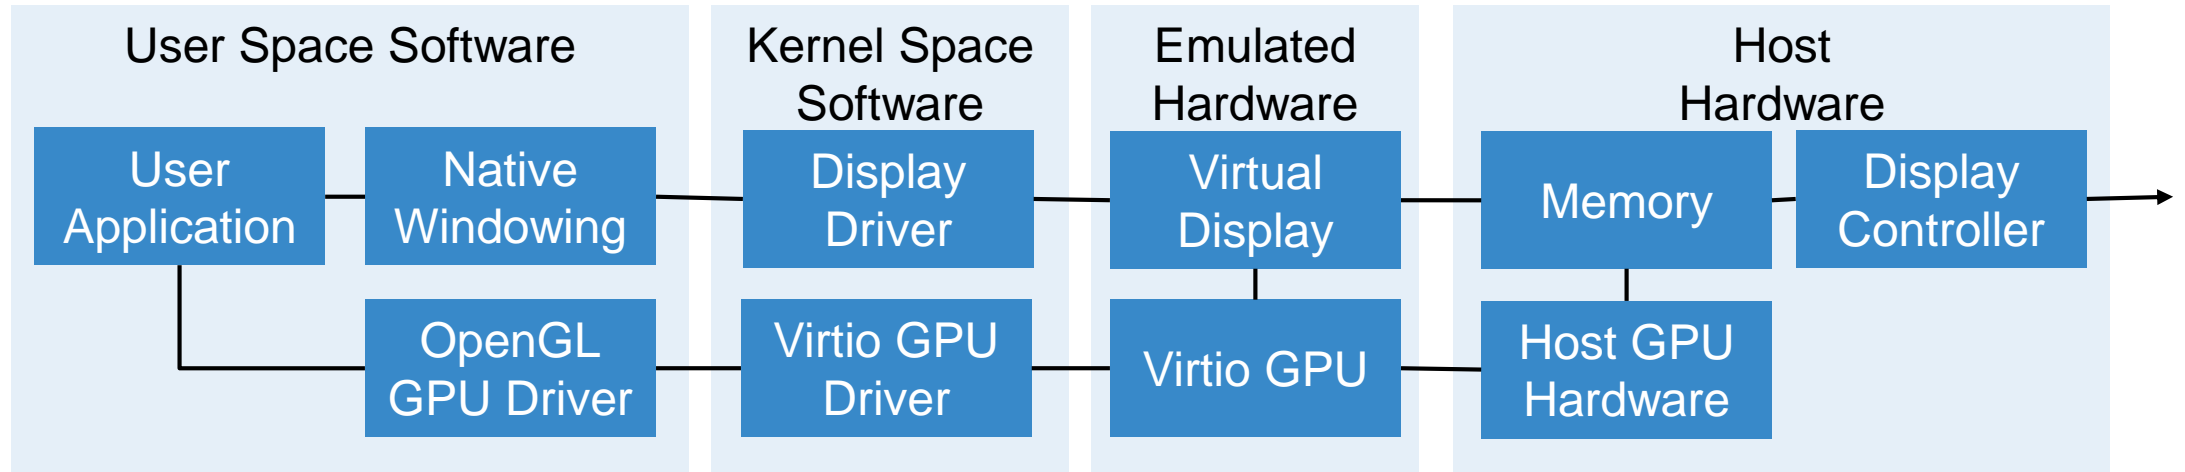 User Space Software
Kernel Space
Software
Emulated
Hardware
Host
Hardware
User
Application
Native
Windowing
Display
Driver
Virtual
Display
Memory
Display
Controller
OpenGL
GPU Driver
Virtio GPU
Driver
Virtio GPU
Host GPU
Hardware